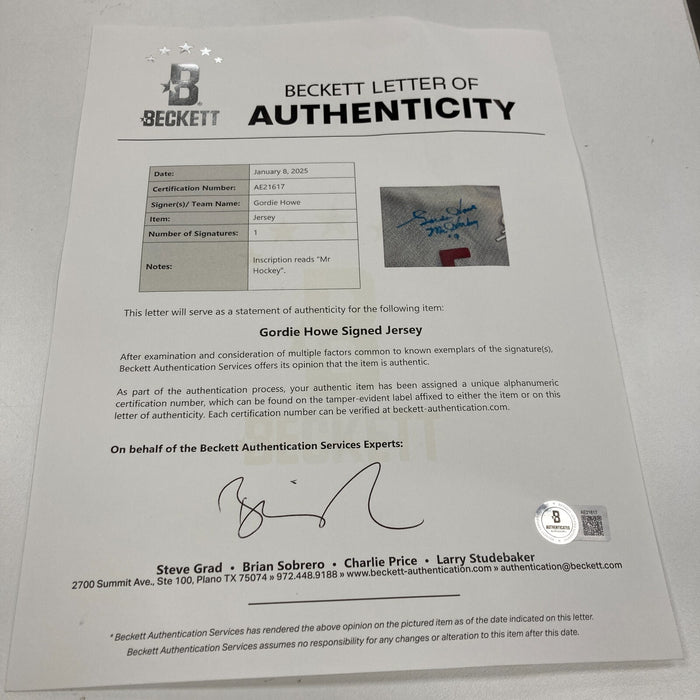 BECKETT
BECKETT LETTER OF
AUTHENTICITY
Date: January 8, 2025
Certification Number: AE21617
Signer(s)/ Team Name: Gordie Howe
Item: Jersey
Number of Signatures: 1
Notes: Inscription reads "Mr
Hockey".
Gordie Howe
Mr Hockey
This letter will serve as a statement of authenticity for the following item:
Gordie Howe Signed Jersey
After examination and consideration of multiple factors common to known exemplars of the signature(s),
Beckett Authentication Services offers its opinion that the item is authentic.
As part of the authentication process, your authentic item has been assigned a unique alphanumeric
certification number, which can be found on the tamper-evident label affixed to either the item or on this
letter of authenticity. Each certification number can be verified at beckett-authentication.com.
BECKETT
On behalf of the Beckett Authentication Services Experts:
B
AUTHENTICATED
AE21617
Steve Grad • Brian Sobrero • Charlie Price • Larry Studebaker
2700 Summit Ave., Ste 100, Plano TX 75074 » 972.448.9188 » www.beckett-authentication.com » authentication@beckett.com
* Beckett Authentication Services has rendered the above opinion on the pictured item as of the date indicated on this letter.
Beckett Authentication Services assumes no responsibility for any changes or alteration to this item after this date.